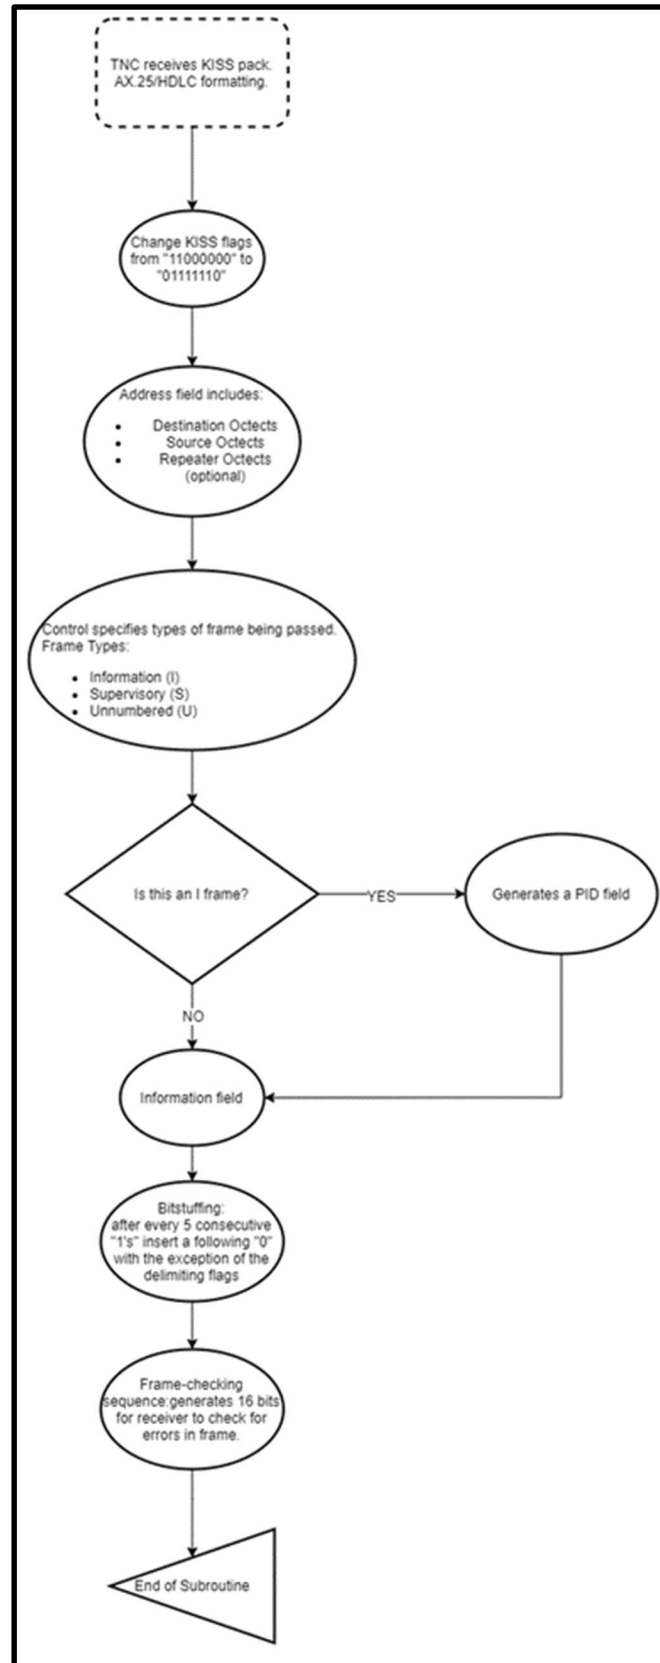 TNC receives KISS pack.
AX.25/HDLC formatting.
Change KISS flags
from "11000000" to
"01111110"
Address field includes:
• Destination Octects
• Source Octects
• Repeater Octects
(optional)
Control specifies types of frame being passed.
Frame Types:
• Information (I)
• Supervisory (S)
• Unnumbered (U)
Is this an I frame?
YES
Generates a PID field
NO
Information field
Bitstuffing:
after every 5 consecutive
"1's" insert a following "0"
with the exception of the
delimiting flags
Frame-checking
sequence:generates 16 bits
for receiver to check for
errors in frame.
End of Subroutine